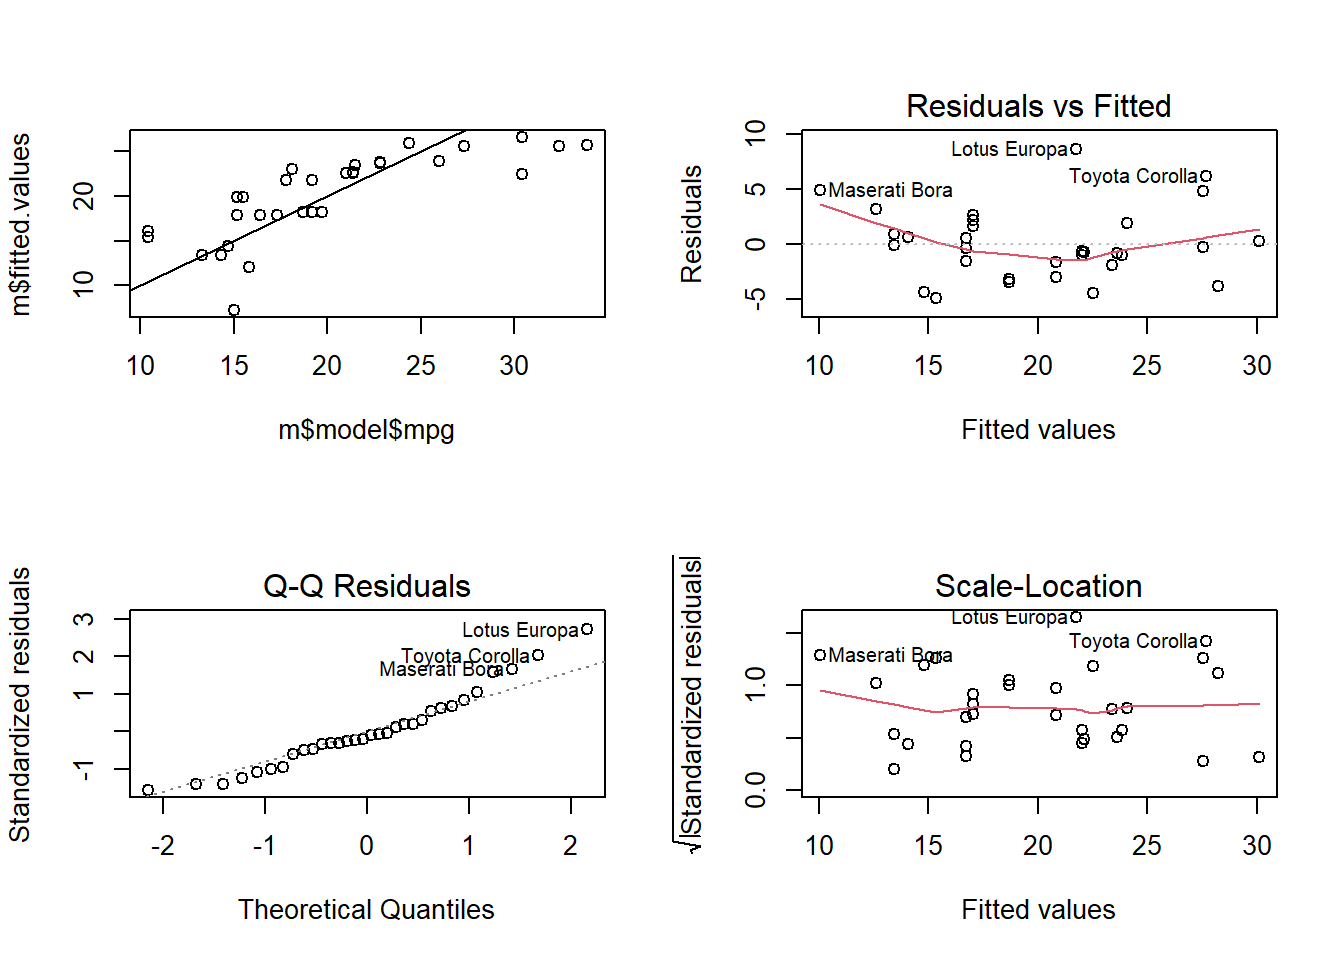 m$fitted.values
20
10
10 15 20 25 30
m$model$mpg
Residuals vs Fitted
Residuals
10
5
0
-5
Lotus Europa
Toyota Corolla
Maserati Bora
10 15 20 25 30
Fitted values
Q-Q Residuals
Standardized residuals
3
2
1
-1
Lotus Europa
Toyota Corolla
Maserati Bora
-2 -1 0 1 2
Theoretical Quantiles
Scale-Location
√|Standardized residuals|
1.0
0.0
Lotus Europa
Toyota Corolla
Maserati Bora
10 15 20 25 30
Fitted values